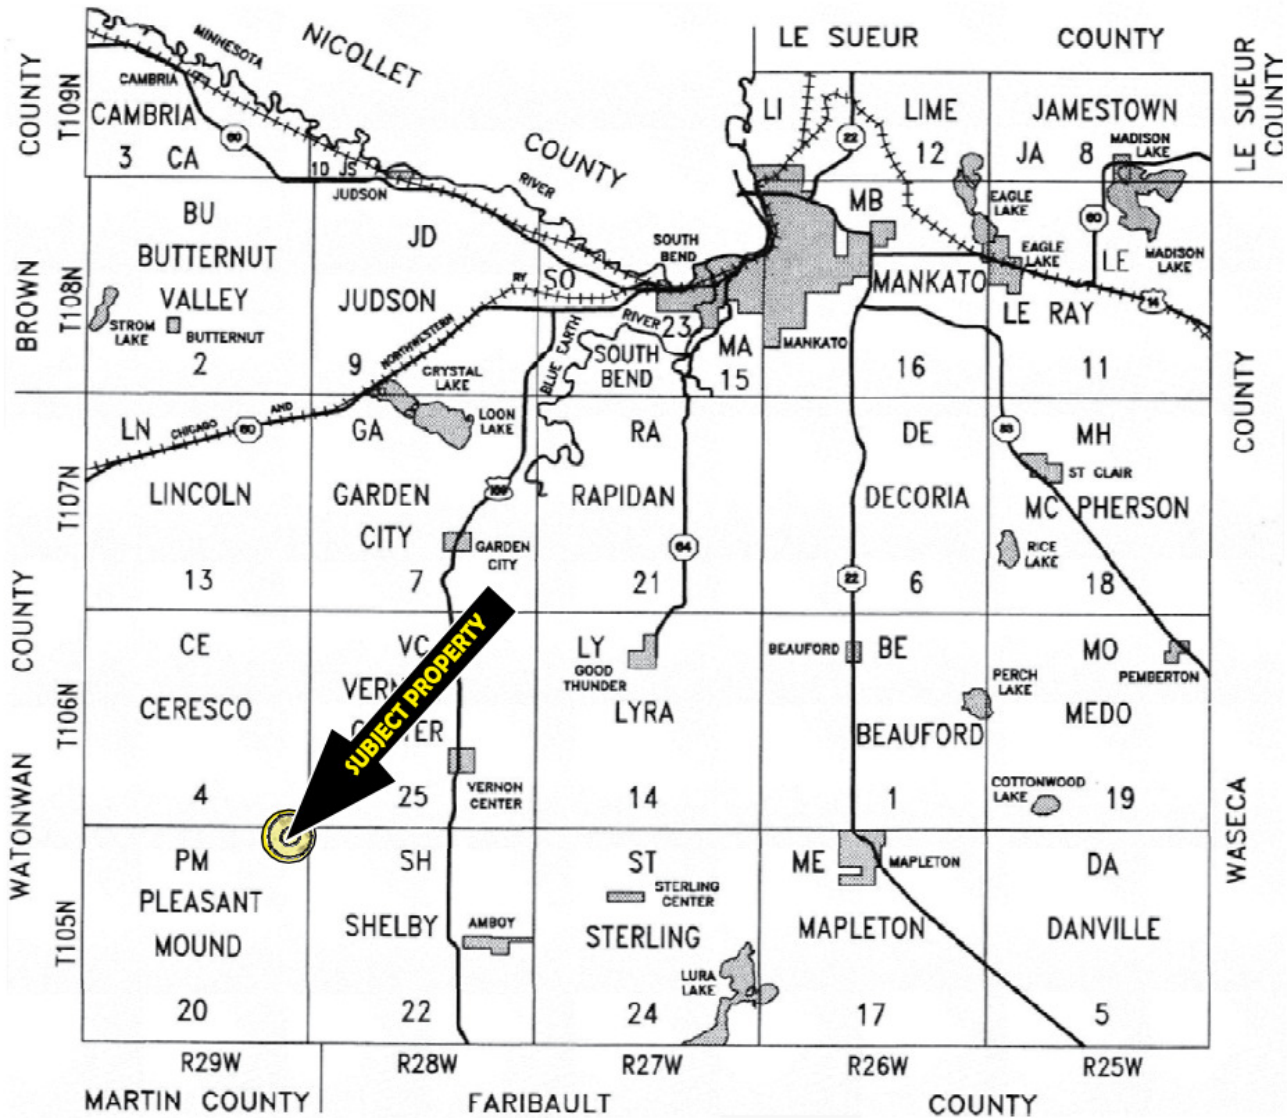 NICOLLET
COUNTY
LE SUEUR
COUNTY
LE SUEUR
COUNTY
COUNTY
T109N
MINNESOTA
CAMBRIA
CAMBRIA
3 CA
60
10 JS
JUDSON
RIVER
LI
22
LIME
12
JAMESTOWN
JA 8
MADISON
LAKE
BROWN
T108N
BU
BUTTERNUT
VALLEY
STROM
LAKE
BUTTERNUT
2
JD
JUDSON
9
NORTHWESTERN
RY
SO
SOUTH
BEND
RIVER
23
SOUTH
BEND
BLUE EARTH
MA
15
MANKATO
MB
MANKATO
16
EAGLE
LAKE
EAGLE
LAKE
60
LE
MADISON
LAKE
14
LE RAY
11
COUNTY
T107N
LN
CHICAGO
AND
60
LINCOLN
13
CRYSTAL
LAKE
LOON
LAKE
GA
GARDEN
CITY
169
GARDEN
CITY
7
RA
RAPIDAN
64
21
DE
DECORIA
22
6
83
MH
ST CLAIR
MC PHERSON
RICE
LAKE
18
COUNTY
WATONWAN
T106N
CE
CERESCO
4
VC
SUBJECT PROPERTY
VERNON
CENTER
25
LY
GOOD
THUNDER
LYRA
14
BEAUFORD
BE
BEAUFORD
1
PERCH
LAKE
MO
PEMBERTON
MEDO
COTTONWOOD
LAKE
19
WASECA
T105N
PM
PLEASANT
MOUND
20
SH
SHELBY
AMBOY
22
ST
STERLING
CENTER
STERLING
LURA
LAKE
24
ME
MAPLETON
MAPLETON
17
DA
DANVILLE
5
R29W
R28W
R27W
R26W
R25W
MARTIN COUNTY
FARIBAULT
COUNTY